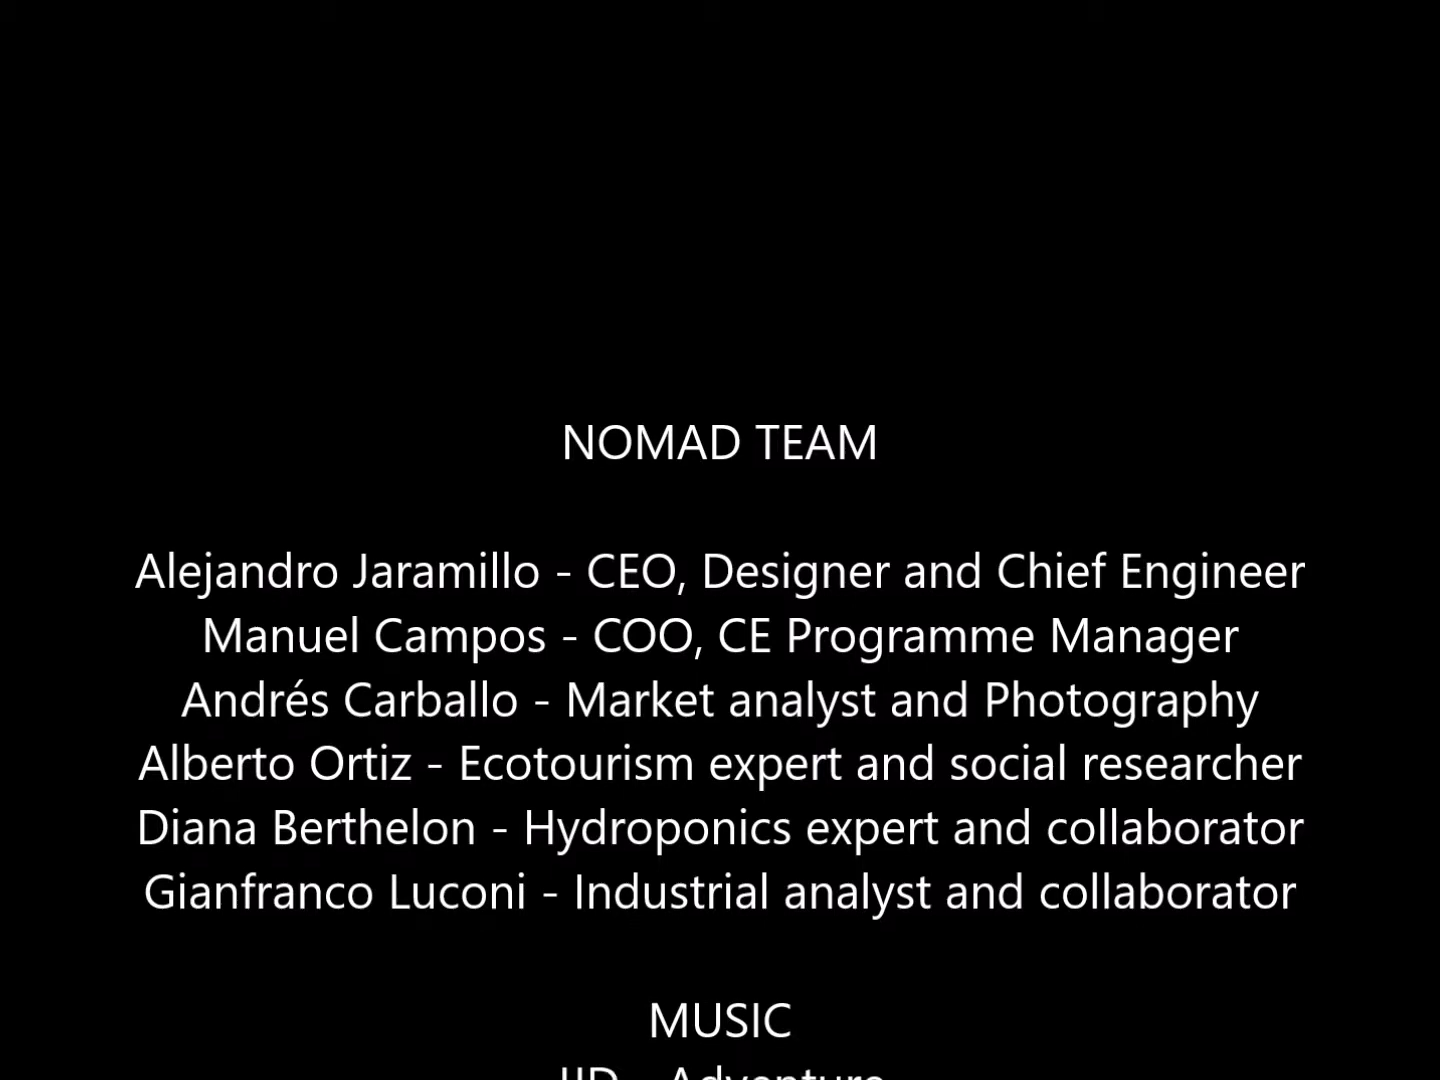 NOMAD TEAM
Alejandro Jaramillo - CEO, Designer and Chief Engineer
Manuel Campos - COO, CE Programme Manager
Andrés Carballo - Market analyst and Photography
Alberto Ortiz - Ecotourism expert and social researcher
Diana Berthelon - Hydroponics expert and collaborator
Gianfranco Luconi - Industrial analyst and collaborator
MUSIC
- Adventure